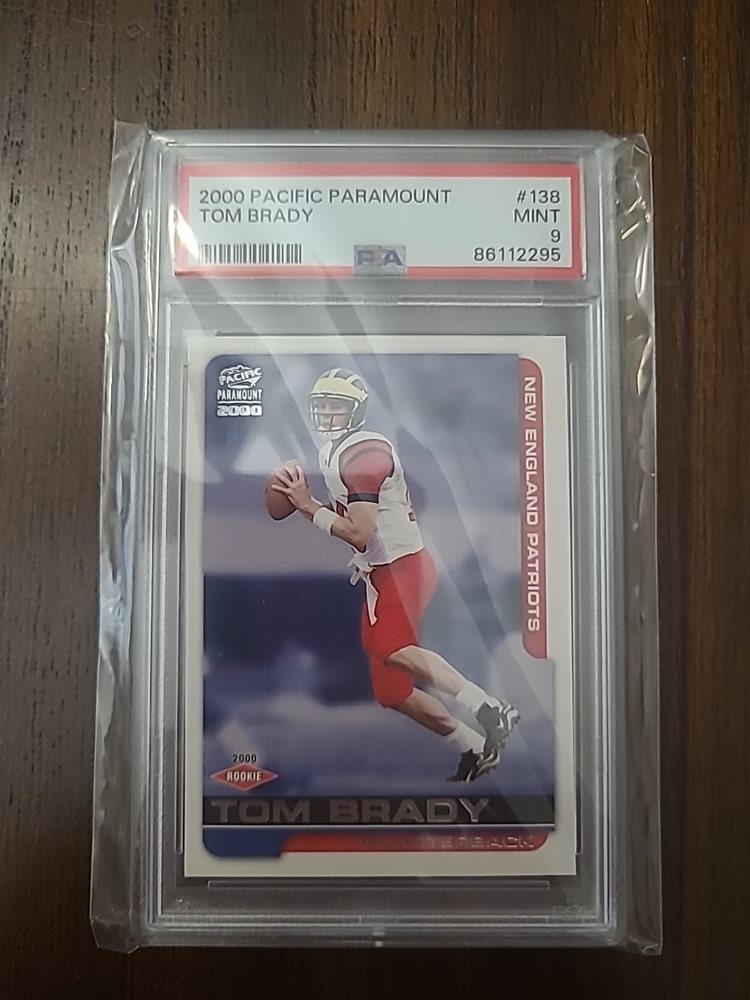 2000 PACIFIC PARAMOUNT #138
TOM BRADY MINT
9
PSA 86112295
PACIFIC
PARAMOUNT
2000
NEW ENGLAND PATRIOTS
2000
ROOKIE
TOM BRADY
QUARTERBACK